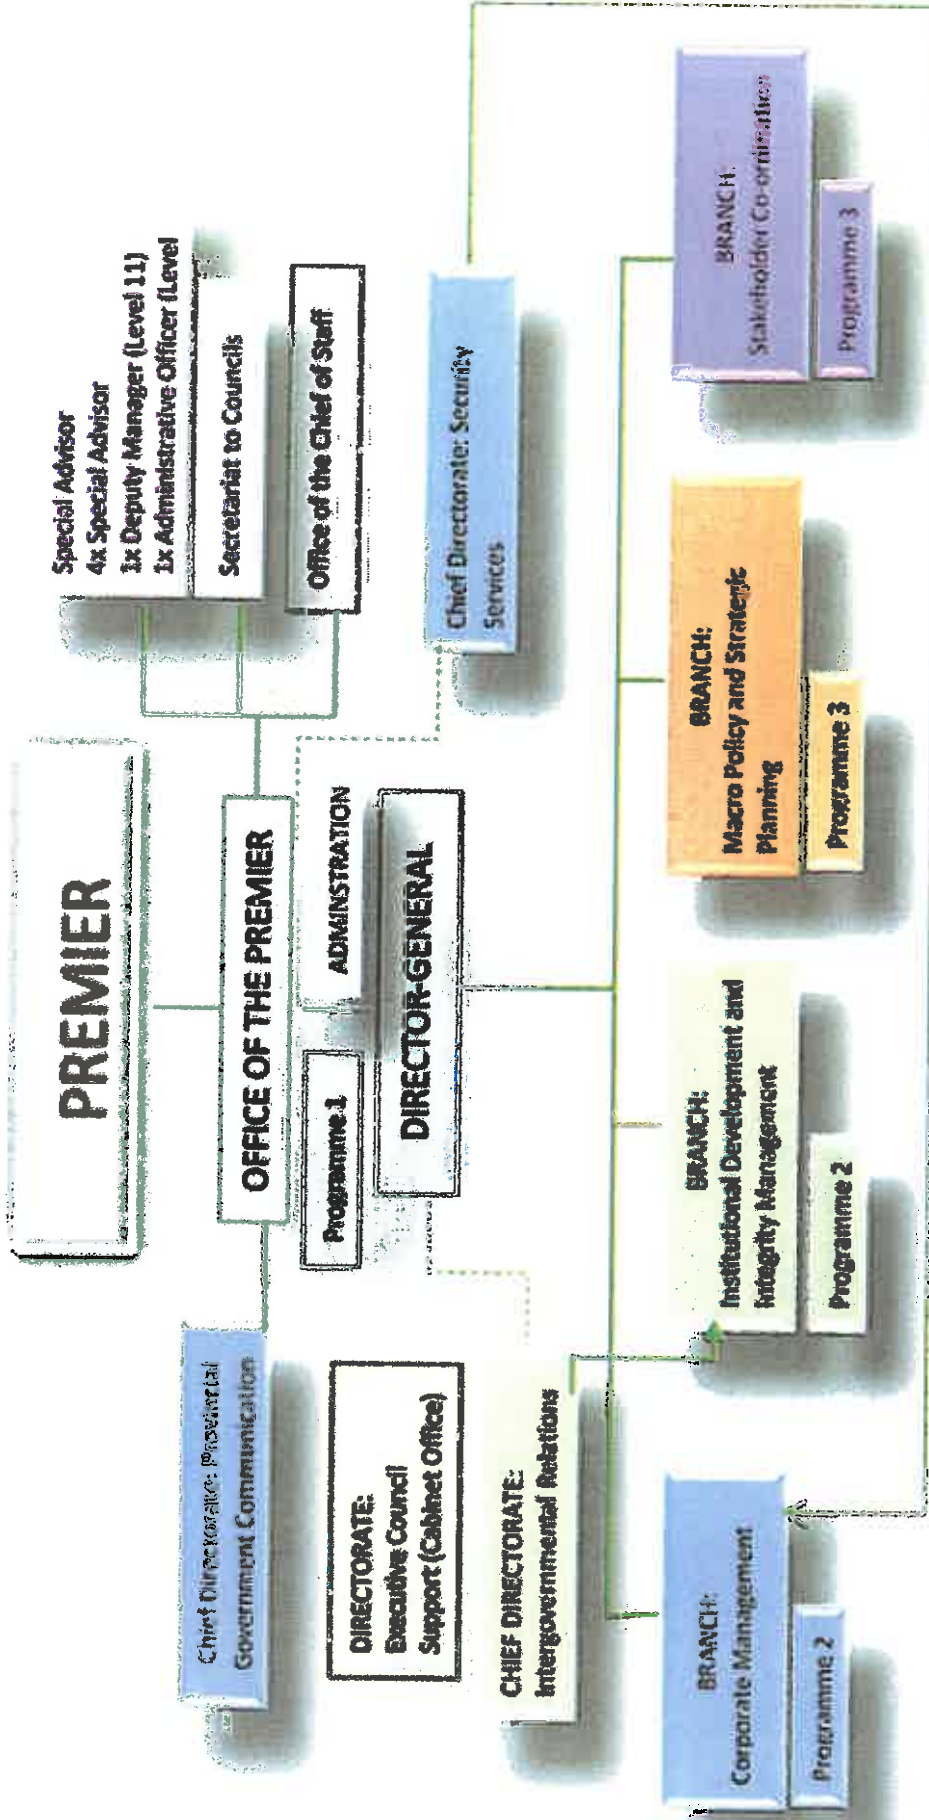 PREMIER
Special Advisor
4x Special Advisor
1x Deputy Manager (Level 11)
1x Administrative Officer (Level
Secretariat to Councils
Office of the Chief of Staff
Chief Directorate: Provincial
Government Communication
OFFICE OF THE PREMIER
Programme 1
ADMINSTRATION
DIRECTOR-GENERAL
DIRECTORATE:
Executive Council
Support (Cabinet Office)
CHIEF DIRECTORATE:
Intergovernmental Relations
Chief Directorate: Security
Services
BRANCH:
Corporate Management
Programme 2
BRANCH:
Institutional Development and
Integrity Management
Programme 2
BRANCH:
Macro Policy and Strategic
Planning
Programme 3
BRANCH:
Stakeholder Co-ordination
Programme 3